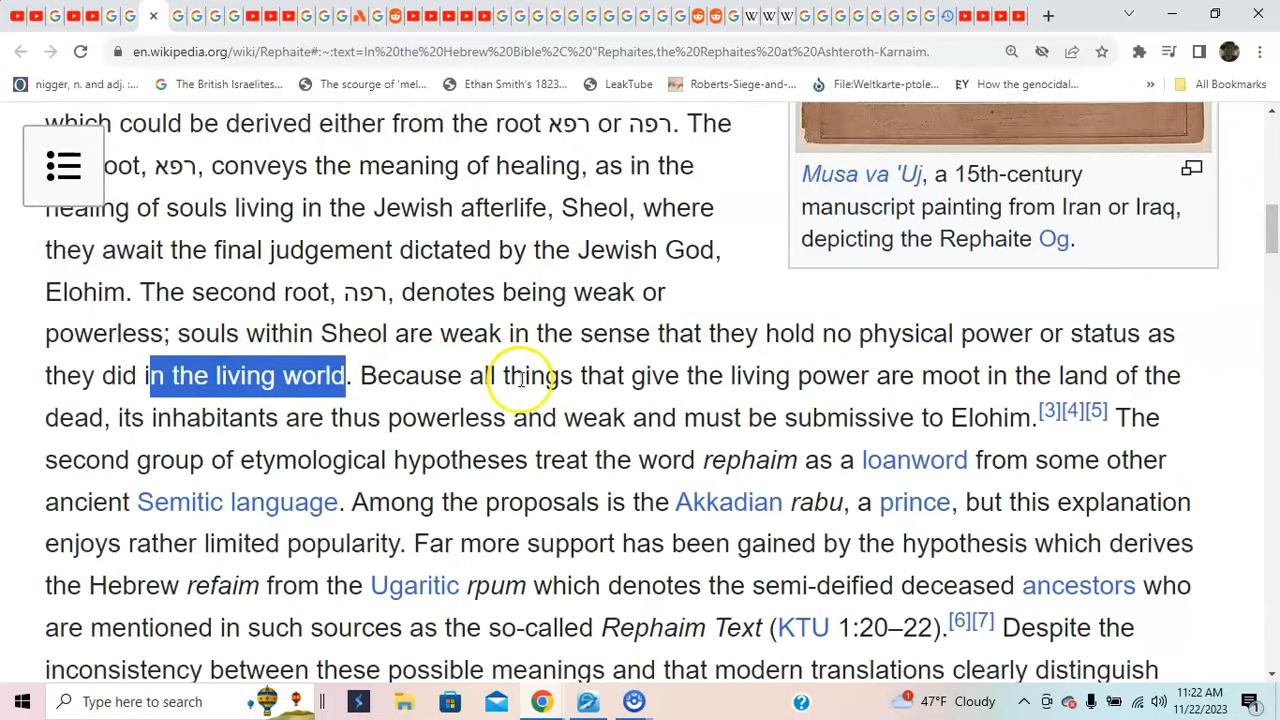 en.wikipedia.org/wiki/Rephaite#:~:text=In%20the%20Hebrew%20Bible%2C%20"Rephaites,the%20Rephaites%20at%20Ashteroth-Karnaim.
nigger, n. and adj. :...
The British Israelites...
The scourge of 'mel...
Ethan Smith's 1823...
LeakTube
Roberts-Siege-and-...
File:Weltkarte-ptole...
EY How the genocidal...
»
All Bookmarks
which could be derived either from the root רפא or רפה. The
oot, רפא, conveys the meaning of healing, as in the
healing of souls living in the Jewish afterlife, Sheol, where
they await the final judgement dictated by the Jewish God,
Elohim. The second root, רפה, denotes being weak or
powerless; souls within Sheol are weak in the sense that they hold no physical power or status as
they did in the living world. Because all things that give the living power are moot in the land of the
dead, its inhabitants are thus powerless and weak and must be submissive to Elohim.[3][4][5] The
second group of etymological hypotheses treat the word rephaim as a loanword from some other
ancient Semitic language. Among the proposals is the Akkadian rabu, a prince, but this explanation
enjoys rather limited popularity. Far more support has been gained by the hypothesis which derives
the Hebrew refaim from the Ugaritic rpum which denotes the semi-deified deceased ancestors who
are mentioned in such sources as the so-called Rephaim Text (KTU 1:20–22).[6][7] Despite the
inconsistency between these possible meanings and that modern translations clearly distinguish
Musa va 'Uj, a 15th-century
manuscript painting from Iran or Iraq,
depicting the Rephaite Og.
Type here to search
47°F Cloudy
11:22 AM
11/22/2023